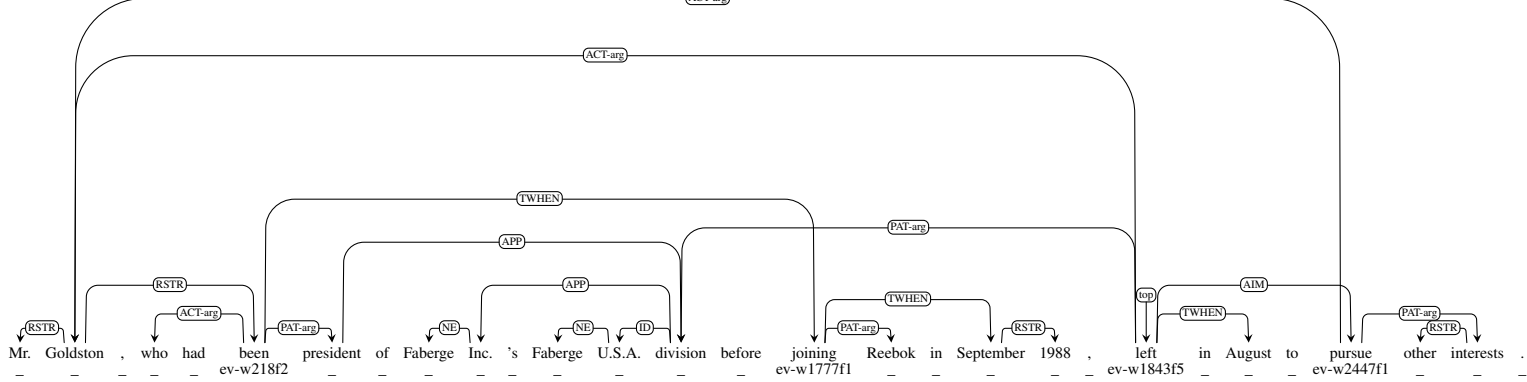 ACT-arg
TWHEN
PAT-arg
APP
RSTR APP top AIM
ACT-arg TWHEN TWHEN PAT-arg
RSTR PAT-arg NE NE ID PAT-arg RSTR RSTR
Mr. Goldston , who had been president of Faberge Inc. 's Faberge U.S.A. division before joining Reebok in September 1988 , left in August to pursue other interests .
_ _ _ _ _ ev-w218f2 _ _ _ _ _ _ _ _ _ ev-w1777f1 _ _ _ _ _ ev-w1843f5 _ _ _ ev-w2447f1 _ _ _